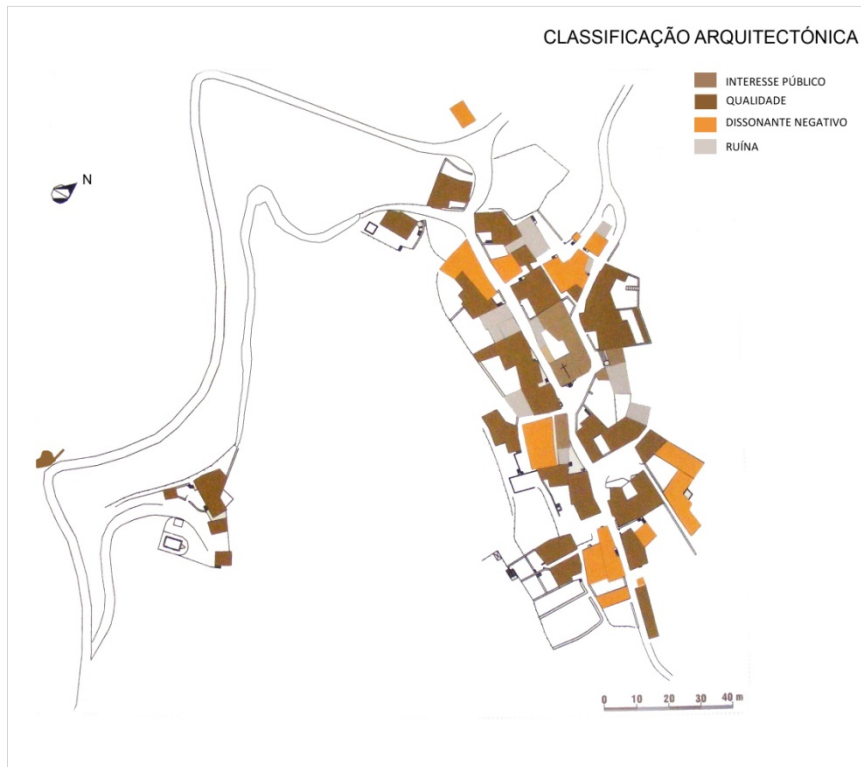 CLASSIFICAÇÃO ARQUITECTÓNICA
INTERESSE PÚBLICO
QUALIDADE
DISSONANTE NEGATIVO
RUÍNA
N
0 10 20 30 40 m